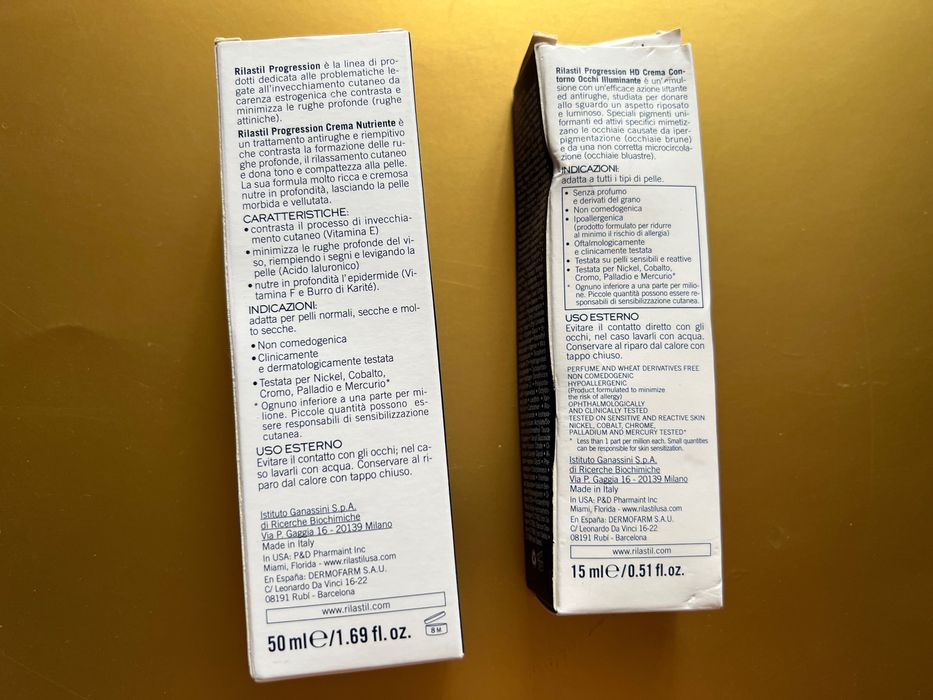 Rilastil Progression è la linea di pro-
dotti dedicata alle problematiche le-
gate all'invecchiamento cutaneo da
carenza estrogenica che contrasta e
minimizza le rughe profonde (rughe
attiniche).
Rilastil Progression Crema Nutriente è
un trattamento antirughe e riempitivo
che contrasta la formazione delle ru-
ghe profonde, il rilassamento cutaneo
e dona tono e compattezza alla pelle.
La sua formula molto ricca e cremosa
nutre in profondità, lasciando la pelle
morbida e vellutata.
CARATTERISTICHE:
• contrasta il processo di invecchia-
mento cutaneo (Vitamina E)
• minimizza le rughe profonde del vi-
so, riempiendo i segni e levigando la
pelle (Acido Ialuronico)
• nutre in profondità l'epidermide (Vi-
tamina F e Burro di Karité).
INDICAZIONI:
adatta per pelli normali, secche e mol-
to secche.
• Non comedogenica
• Clinicamente
e dermatologicamente testata
• Testata per Nickel, Cobalto,
Cromo, Palladio e Mercurio*
* Ognuno inferiore a una parte per mi-
lione. Piccole quantità possono es-
sere responsabili di sensibilizzazione
cutanea.
USO ESTERNO
Evitare il contatto con gli occhi; nel ca-
so lavarli con acqua. Conservare al ri-
paro dal calore con tappo chiuso.
Istituto Ganassini S.p.A.
di Ricerche Biochimiche
Via P. Gaggia 16 - 20139 Milano
Made in Italy
In USA: P&D Pharmaint Inc
Miami, Florida - www.rilastilusa.com
En España: DERMOFARM S.A.U.
C/ Leonardo Da Vinci 16-22
08191 Rubí - Barcelona
www.rilastil.com
50 ml e/1.69 fl. oz.
8 M
Rilastil Progression HD Crema Con-
torno Occhi Illuminante è un'emul-
sione con un'efficace azione liftante
ed antirughe, studiata per donare
allo sguardo un aspetto riposato
e luminoso. Speciali pigmenti uni-
formanti ed attivi specifici mimetiz-
zano le occhiaie causate da iper-
pigmentazione (occhiaie brune)
e da una non corretta microcircola-
zione (occhiaie bluastre).
INDICAZIONI:
adatta a tutti i tipi di pelle.
• Senza profumo
e derivati del grano
• Non comedogenica
• Ipoallergenica
(prodotto formulato per ridurre
al minimo il rischio di allergia)
• Oftalmologicamente
e clinicamente testata
• Testata su pelli sensibili e reattive
• Testata per Nickel, Cobalto,
Cromo, Palladio e Mercurio*
* Ognuno inferiore a una parte per milio-
ne. Piccole quantità possono essere re-
sponsabili di sensibilizzazione cutanea.
USO ESTERNO
Evitare il contatto diretto con gli
occhi, nel caso lavarli con acqua.
Conservare al riparo dal calore con
tappo chiuso.
PERFUME AND WHEAT DERIVATIVES FREE
NON COMEDOGENIC
HYPOALLERGENIC
(Product formulated to minimize
the risk of allergy)
OPHTHALMOLOGICALLY
AND CLINICALLY TESTED
TESTED ON SENSITIVE AND REACTIVE SKIN
NICKEL, COBALT, CHROME,
PALLADIUM AND MERCURY TESTED*
* Less than 1 part per million each. Small quantities
can be responsible for skin sensitization.
Istituto Ganassini S.p.A.
di Ricerche Biochimiche
Via P. Gaggia 16 - 20139 Milano
Made in Italy
In USA: P&D Pharmaint Inc
Miami, Florida - www.rilastilusa.com
En España: DERMOFARM S.A.U.
C/ Leonardo Da Vinci 16-22
08191 Rubí - Barcelona
www.rilastil.com
15 ml e/0.51 fl. oz.